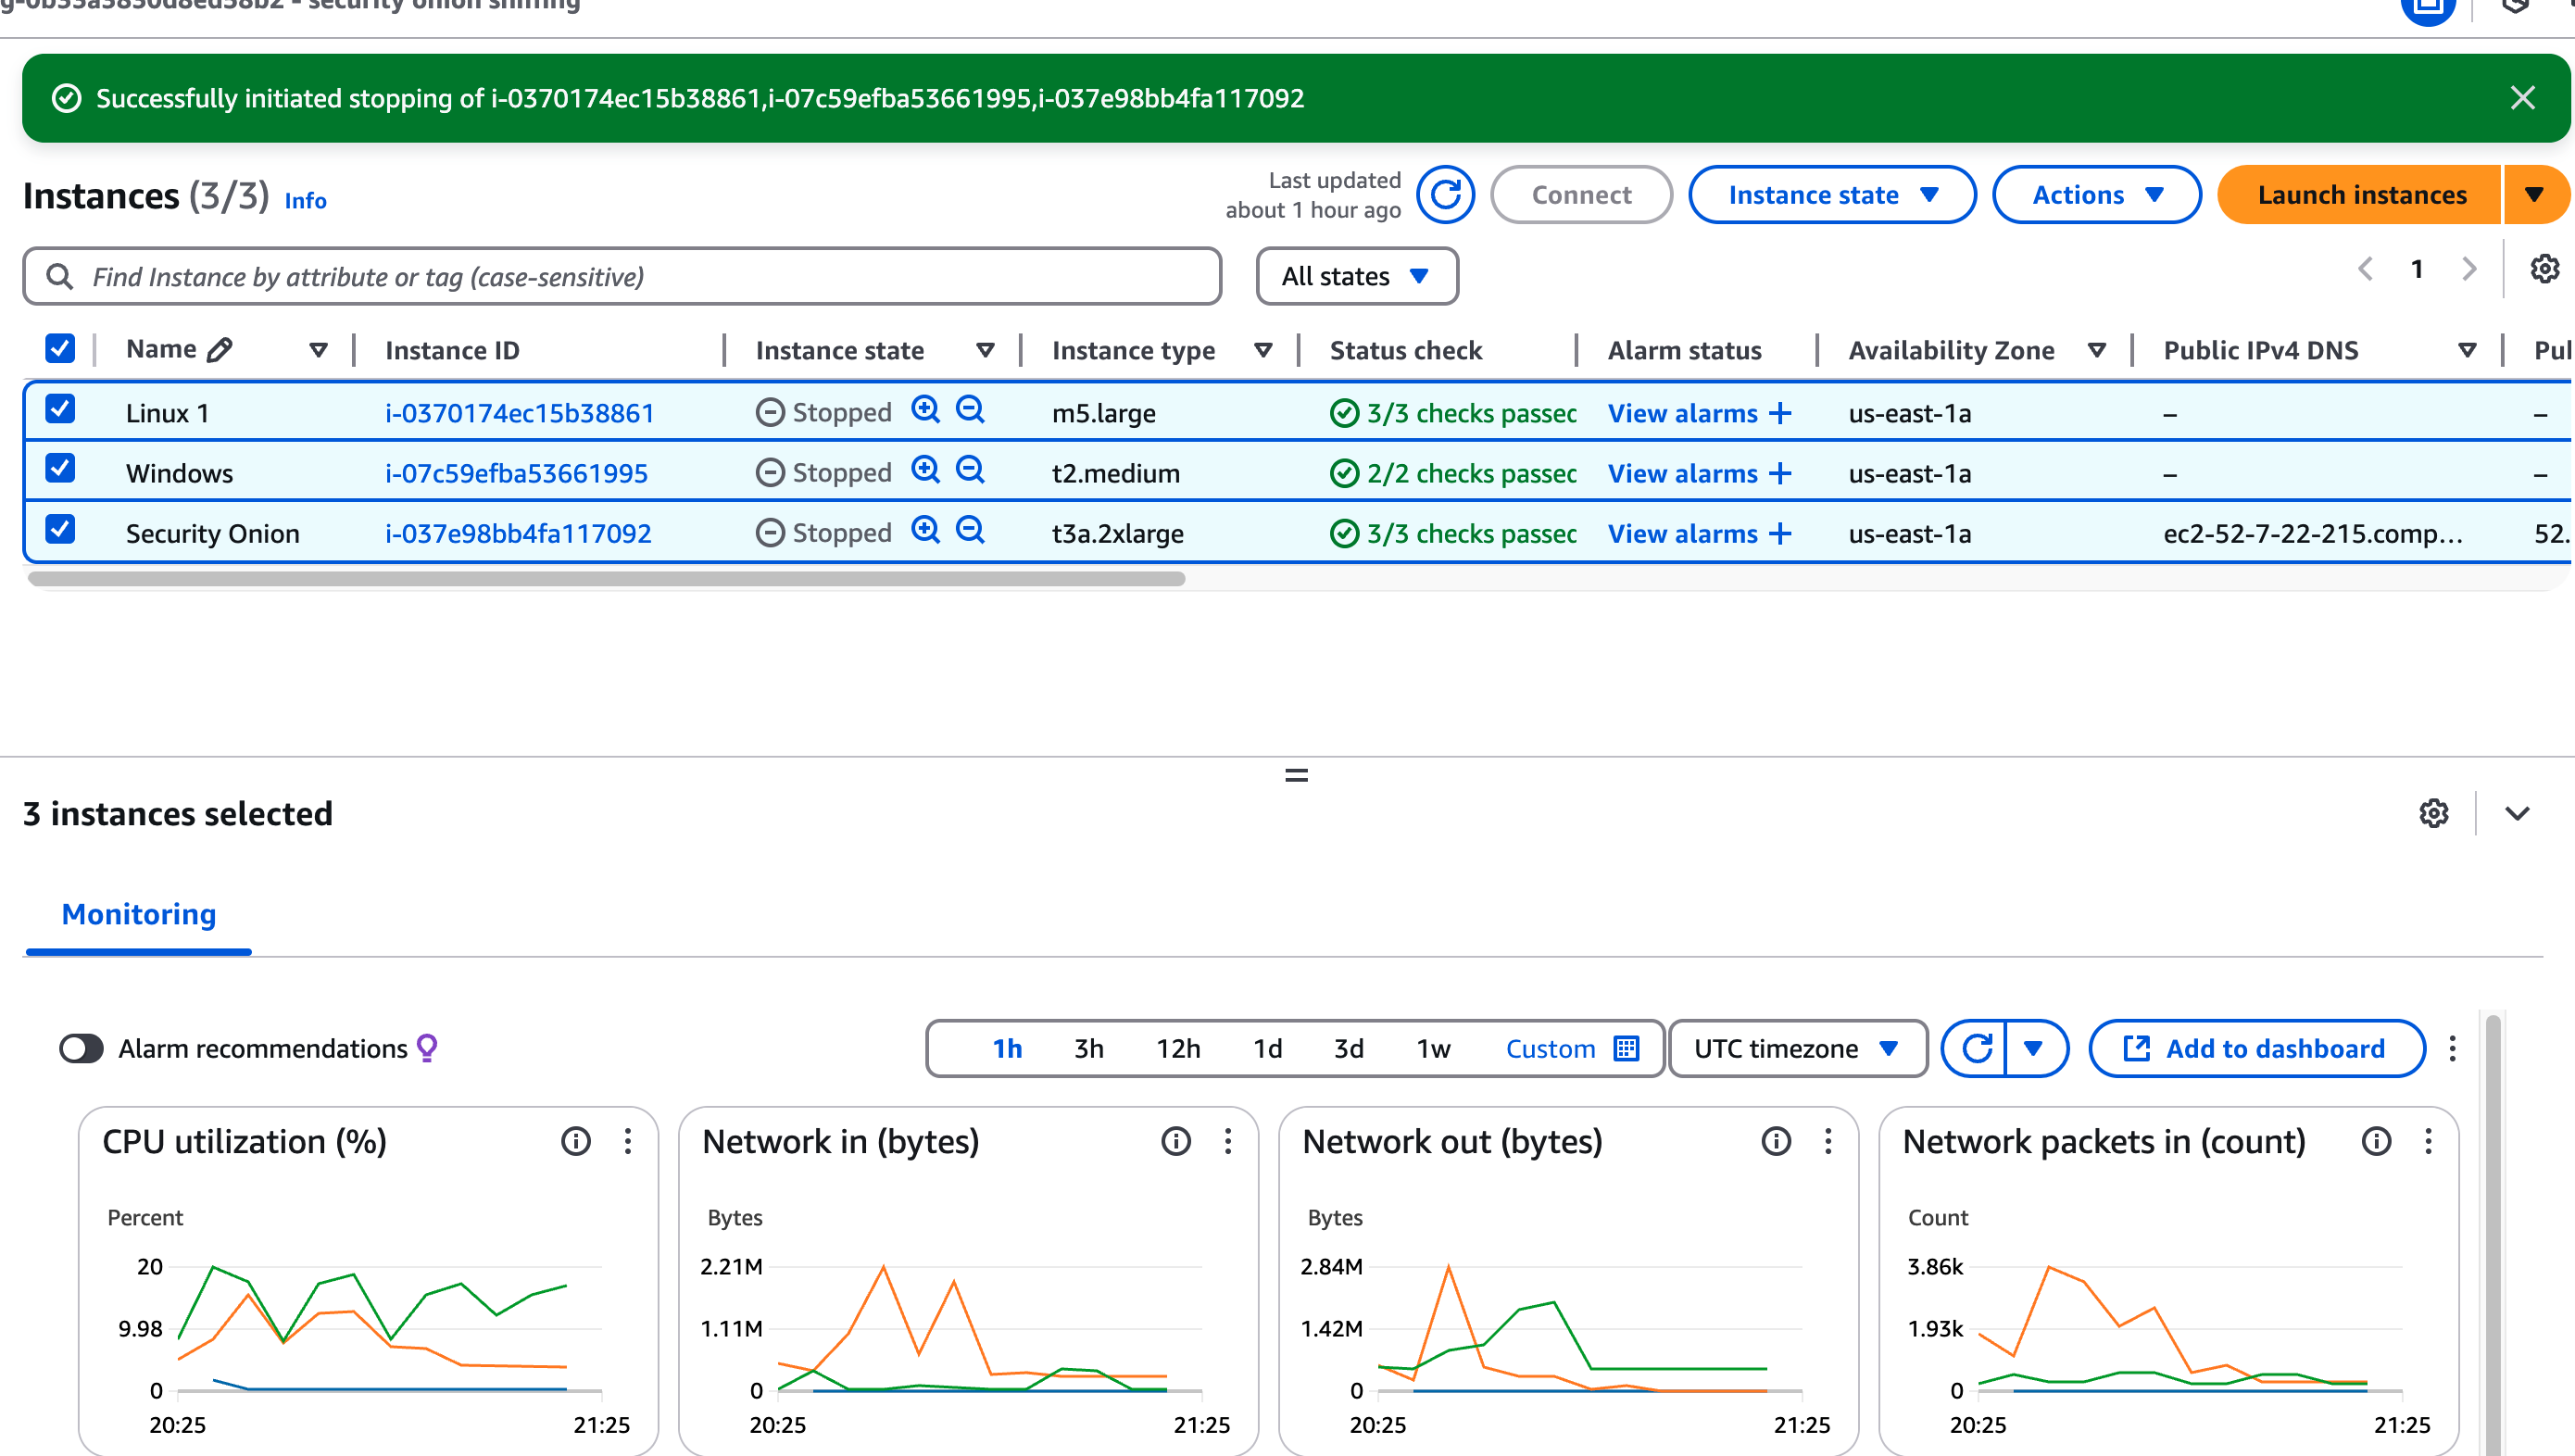 g-0b33a3830d8ed58b2 - security onion sniffing
Successfully initiated stopping of i-0370174ec15b38861,i-07c59efba53661995,i-037e98bb4fa117092
Instances (3/3) Info
Last updated
about 1 hour ago
Connect
Instance state
Actions
Launch instances
Find Instance by attribute or tag (case-sensitive)
All states
1
Name Instance ID Instance state Instance type Status check Alarm status Availability Zone Public IPv4 DNS Pul
Linux 1 i-0370174ec15b38861 Stopped m5.large 3/3 checks passec View alarms + us-east-1a – –
Windows i-07c59efba53661995 Stopped t2.medium 2/2 checks passec View alarms + us-east-1a – –
Security Onion i-037e98bb4fa117092 Stopped t3a.2xlarge 3/3 checks passec View alarms + us-east-1a ec2-52-7-22-215.comp... 52.
3 instances selected
Monitoring
Alarm recommendations
1h 3h 12h 1d 3d 1w Custom
UTC timezone
Add to dashboard
CPU utilization (%)
Percent
20
9.98
0
20:25 21:25
Network in (bytes)
Bytes
2.21M
1.11M
0
20:25 21:25
Network out (bytes)
Bytes
2.84M
1.42M
0
20:25 21:25
Network packets in (count)
Count
3.86k
1.93k
0
20:25 21:25